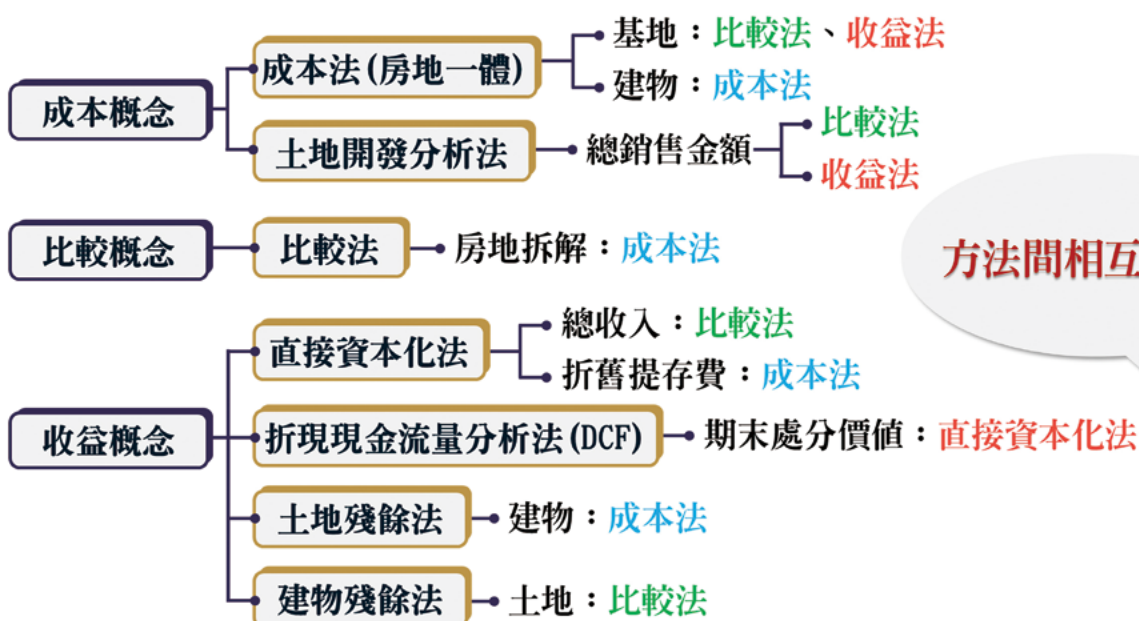 成本概念
成本法(房地一體)
基地：比較法、收益法
建物：成本法
土地開發分析法
總銷售金額
比較法
收益法
比較概念
比較法
房地拆解：成本法
方法間相互
收益概念
直接資本化法
總收入：比較法
折舊提存費：成本法
折現現金流量分析法(DCF)
期末處分價值：直接資本化法
土地殘餘法
建物：成本法
建物殘餘法
土地：比較法